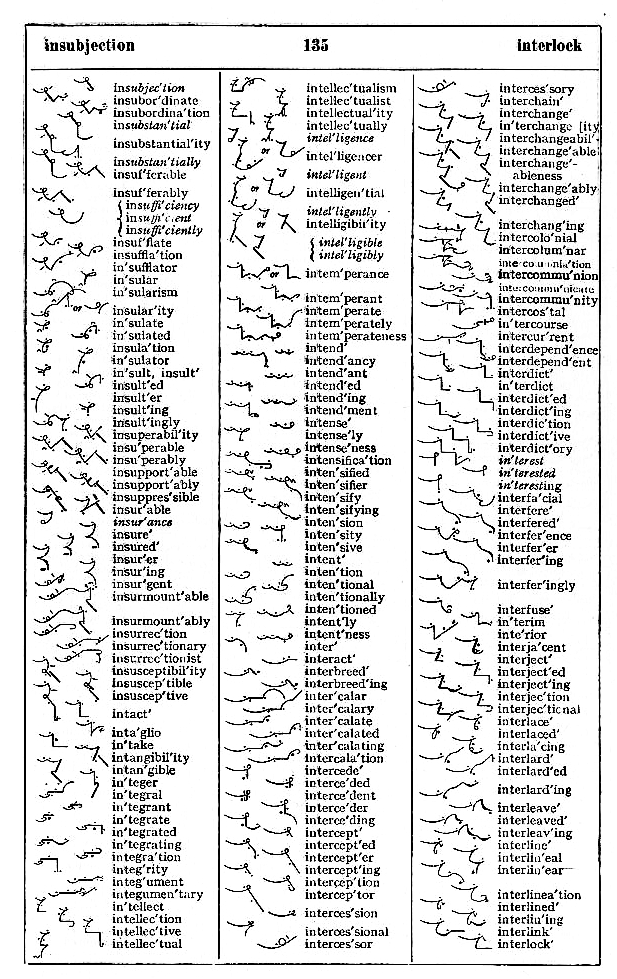 insubjection 135 interlock
insubjec'tion
insubor'dinate
insubordina'tion
insubstan'tial
insubstantial'ity
insubstan'tially
insuf'ferable
insuf'ferably
insuffi'ciency
insuffi'cient
insuffi'ciently
insuf'flate
insuffla'tion
in'sufflator
in'sular
in'sularism
or insular'ity
in'sulate
in'sulated
insula'tion
in'sulator
in'sult, insult'
insult'ed
insult'er
insult'ing
insult'ingly
insuperabil'ity
insu'perable
insu'perably
insupport'able
insupport'ably
insuppres'sible
insur'able
insur'ance
insure'
insured'
insur'er
insur'ing
insur'gent
insurmount'able
insurmount'ably
insurrec'tion
insurrec'tionary
insurrec'tionist
insusceptibil'ity
insuscep'tible
insuscep'tive
intact'
inta'glio
in'take
intangibil'ity
intan'gible
in'teger
in'tegral
in'tegrant
in'tegrate
in'tegrated
in'tegrating
integra'tion
integ'rity
integ'ument
integumen'tary
in'tellect
intellec'tion
intellec'tive
intellec'tual
intellec'tualism
intellec'tualist
intellectual'ity
intellec'tually
intel'ligence
or intel'ligencer
intel'ligent
or intelligen'tial
intel'ligently
or intelligibil'ity
intel'ligible
intel'ligibly
or intem'perance
intem'perant
intem'perate
intem'perately
intem'perateness
intend'
intend'ancy
intend'ant
intend'ed
intend'ing
intend'ment
intense'
intense'ly
intense'ness
intensifica'tion
inten'sified
inten'sifier
inten'sify
inten'sifying
inten'sion
inten'sity
inten'sive
intent'
inten'tion
inten'tional
inten'tionally
inten'tioned
intent'ly
intent'ness
inter'
interact'
interbreed'
interbreed'ing
inter'calar
inter'calary
inter'calate
inter'calated
inter'calating
intercala'tion
intercede'
interce'ded
interce'dent
interce'der
interce'ding
intercept'
intercept'ed
intercept'er
intercept'ing
intercep'tion
intercep'tor
interces'sion
interces'sional
interces'sor
interces'sory
interchain'
interchange'
in'terchange [ity
interchangeabil'-
interchange'able
interchange'-
ableness
interchange'ably
interchanged'
interchang'ing
intercolo'nial
intercolum'nar
intercolumnia'tion
intercommu'nion
intercommu'nicate
intercommu'nity
intercos'tal
in'tercourse
intercur'rent
interdepend'ence
interdepend'ent
interdict'
in'terdict
interdict'ed
interdict'ing
interdic'tion
interdict'ive
interdict'ory
in'terest
in'terested
in'teresting
interfa'cial
interfere'
interfered'
interfer'ence
interfer'er
interfer'ing
interfer'ingly
interfuse'
in'terim
inte'rior
interja'cent
interject'
interject'ed
interject'ing
interjec'tion
interjec'tional
interlace'
interlaced'
interla'cing
interlard'
interlard'ed
interlard'ing
interleave'
interleaved'
interleav'ing
interline'
interlin'eal
interlin'ear
interlinea'tion
interlined'
interlin'ing
interlink'
interlock'